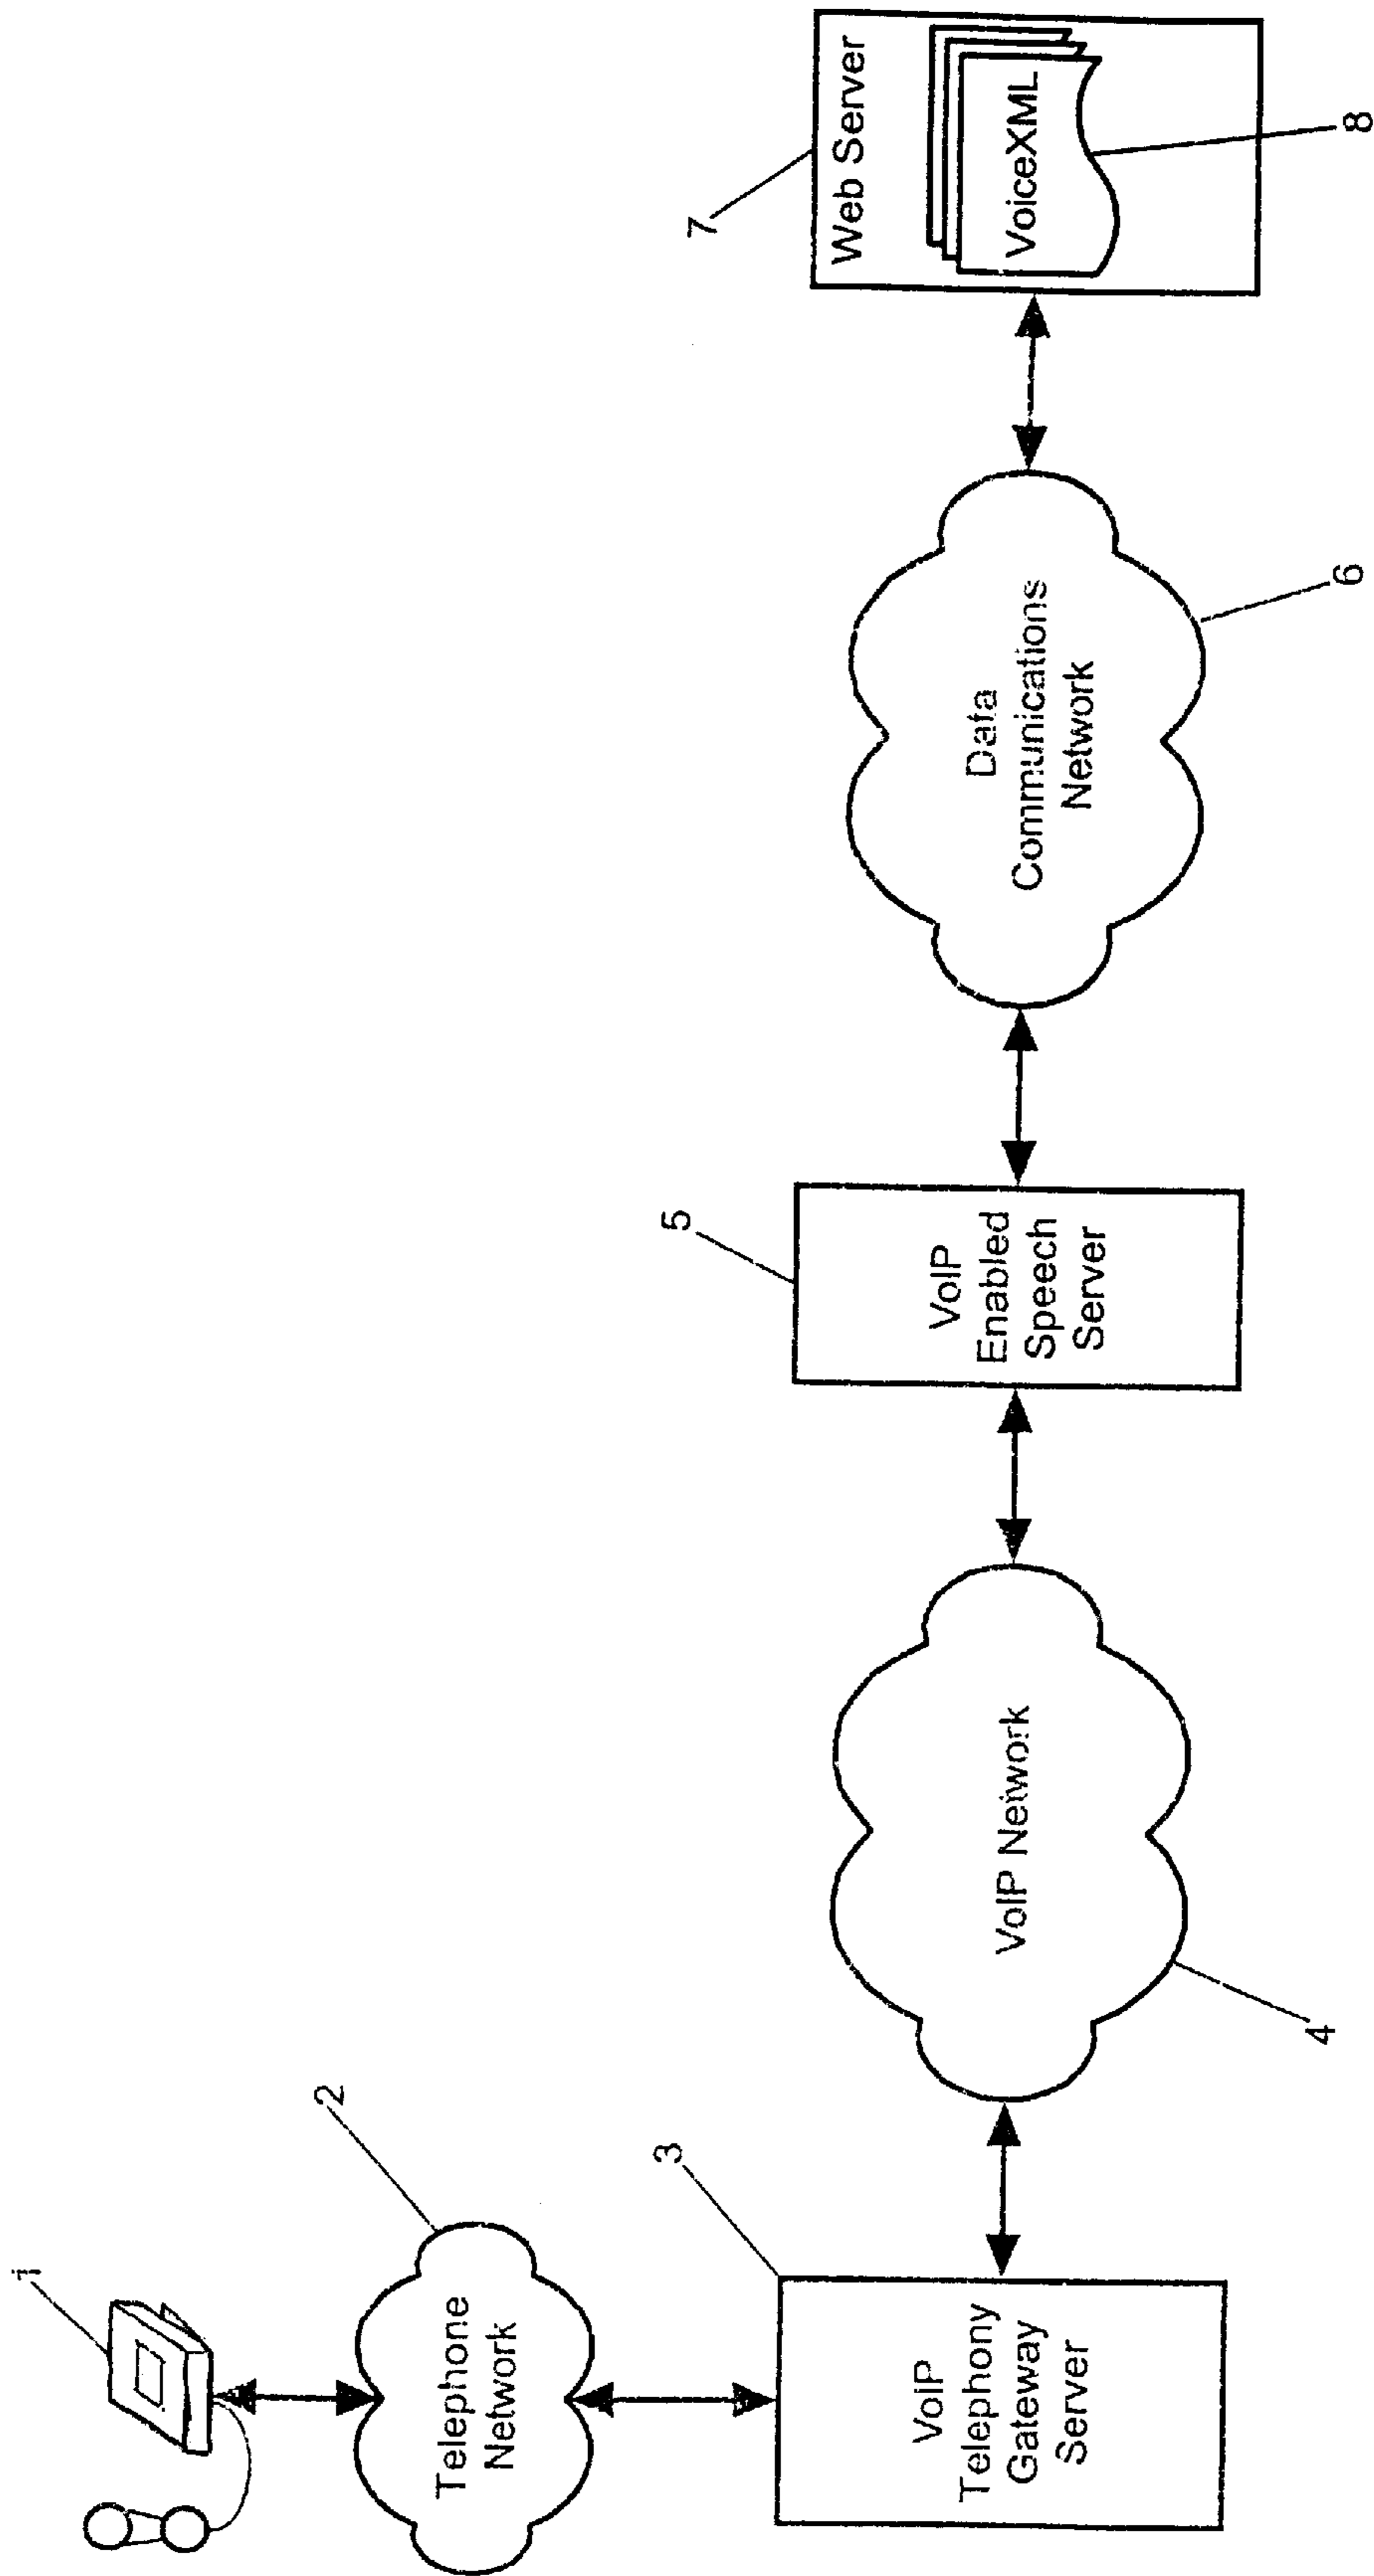 1
2
Telephone
Network
3
VoIP
Telephony
Gateway
Server
4
VoIP Network
5
VoIP
Enabled
Speech
Server
6
Data
Communications
Network
7
Web Server
VoiceXML
8